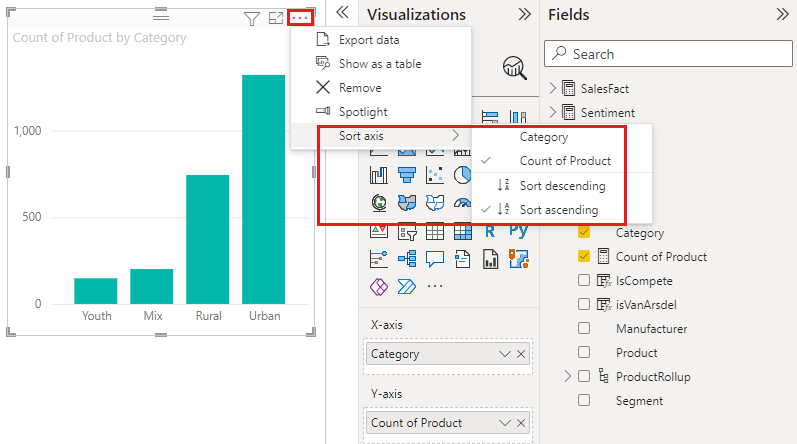 Count of Product by Category
1,000
500
0
Youth
Mix
Rural
Urban
Export data
Show as a table
Remove
Spotlight
Sort axis
Category
Count of Product
Sort descending
Sort ascending
Visualizations
R
Py
X-axis
Category
Y-axis
Count of Product
Fields
Search
SalesFact
Sentiment
Category
Count of Product
IsCompete
isVanArsdel
Manufacturer
Product
ProductRollup
Segment